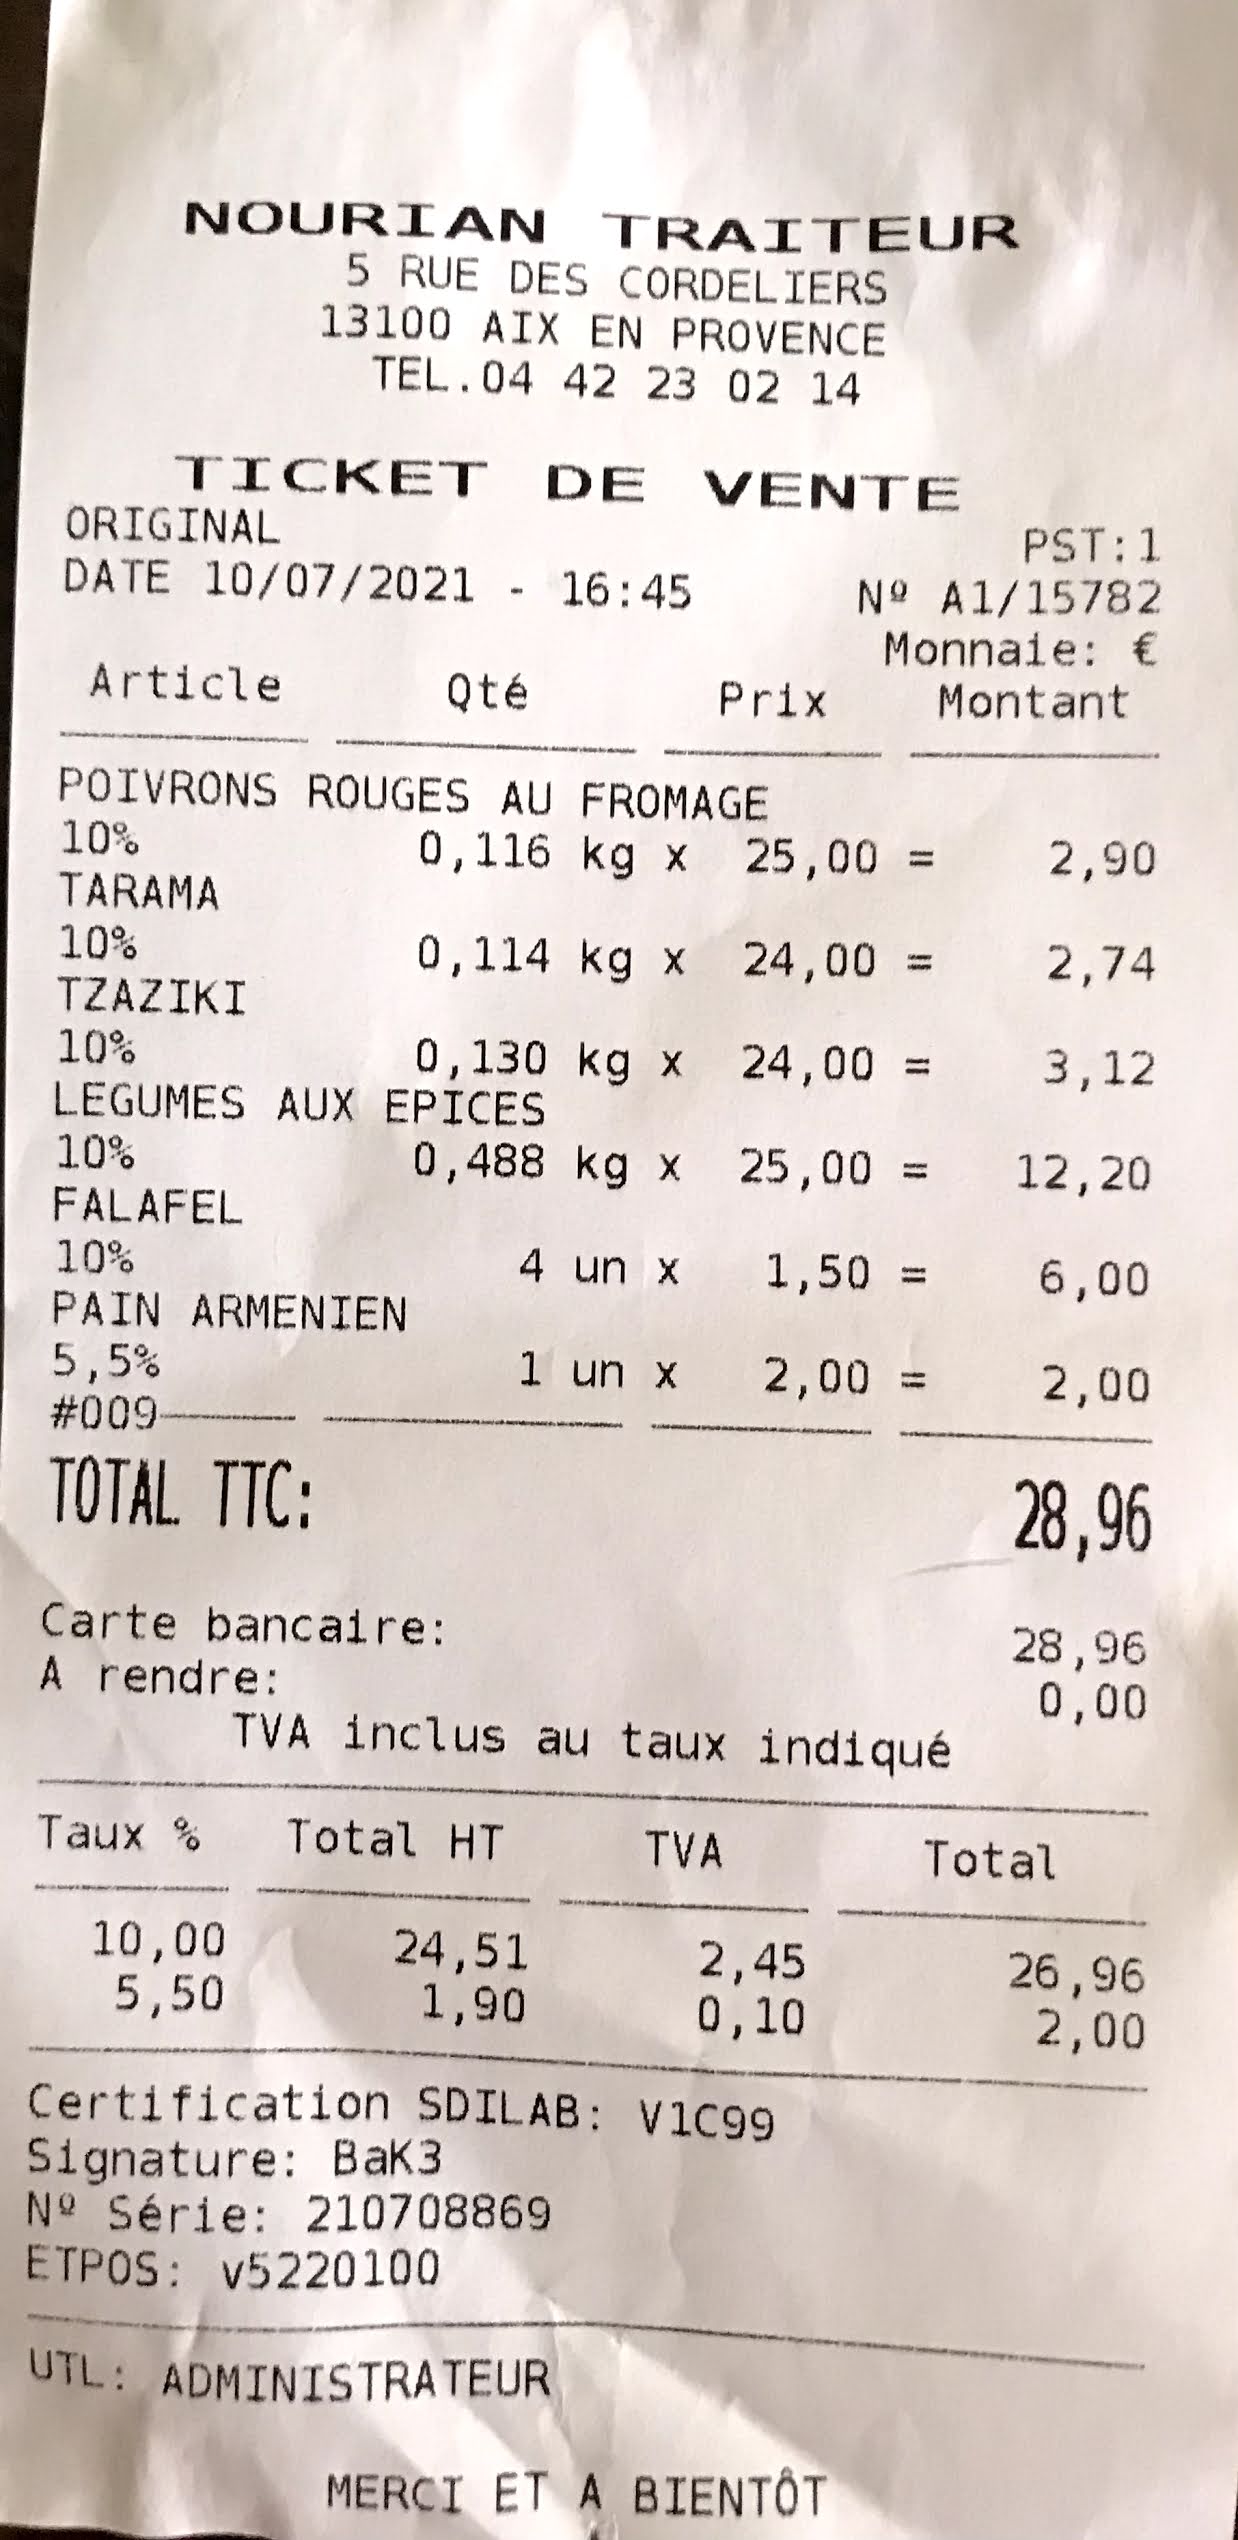 NOURIAN TRAITEUR
5 RUE DES CORDELIERS
13100 AIX EN PROVENCE
TEL.04 42 23 02 14
TICKET DE VENTE
ORIGINAL PST:1
DATE 10/07/2021 - 16:45 Nº A1/15782
Monnaie: €
Article Qté Prix Montant
POIVRONS ROUGES AU FROMAGE
10% 0,116 kg x 25,00 = 2,90
TARAMA
10% 0,114 kg x 24,00 = 2,74
TZAZIKI
10% 0,130 kg x 24,00 = 3,12
LEGUMES AUX EPICES
10% 0,488 kg x 25,00 = 12,20
FALAFEL
10% 4 un x 1,50 = 6,00
PAIN ARMENIEN
5,5% 1 un x 2,00 = 2,00
#009
TOTAL TTC: 28,96
Carte bancaire: 28,96
A rendre: 0,00
TVA inclus au taux indiqué
Taux % Total HT TVA Total
10,00 24,51 2,45 26,96
5,50 1,90 0,10 2,00
Certification SDILAB: V1C99
Signature: BaK3
Nº Série: 210708869
ETPOS: v5220100
UTL: ADMINISTRATEUR
MERCI ET A BIENTÔT